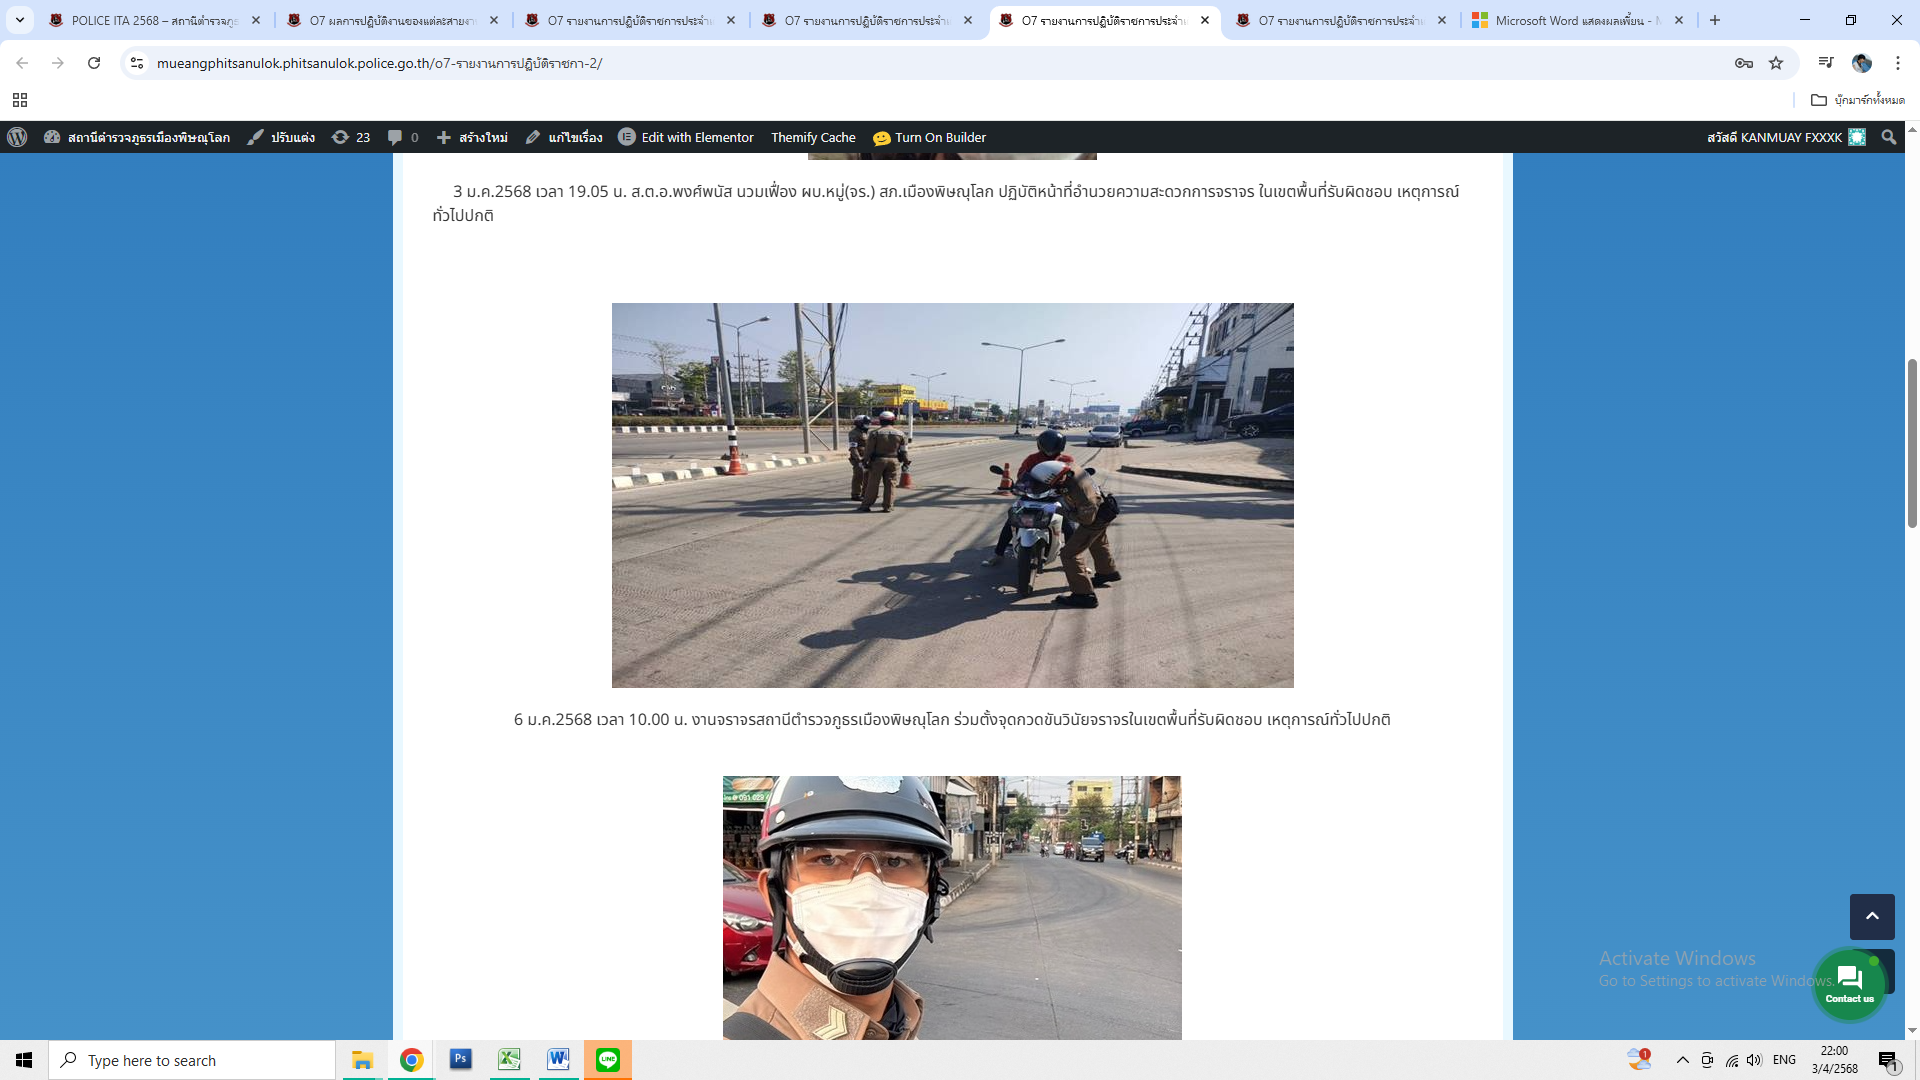 POLICE ITA 2568 – สถานีตำรวจภูธ
O7 ผลการปฏิบัติงานของแต่ละสายงา
O7 รายงานการปฏิบัติราชการประจำเ
O7 รายงานการปฏิบัติราชการประจำเ
O7 รายงานการปฏิบัติราชการประจำเ
O7 รายงานการปฏิบัติราชการประจำเ
Microsoft Word แสดงผลเพี้ยน - M
mueangphitsanulok.phitsanulok.police.go.th/o7-รายงานการปฏิบัติราชกา-2/
บุ๊กมาร์กทั้งหมด
สถานีตำรวจภูธรเมืองพิษณุโลก ปรับแต่ง 23 0 สร้างใหม่ แก้ไขเรื่อง Edit with Elementor Themify Cache Turn On Builder สวัสดี KANMUAY FXXXK
3 ม.ค.2568 เวลา 19.05 น. ส.ต.อ.พงศ์พนัส นวมเฟื่อง ผบ.หมู่(จร.) สภ.เมืองพิษณุโลก ปฏิบัติหน้าที่อำนวยความสะดวกการจราจร ในเขตพื้นที่รับผิดชอบ เหตุการณ์
ทั่วไปปกติ
6 ม.ค.2568 เวลา 10.00 น. งานจราจรสถานีตำรวจภูธรเมืองพิษณุโลก ร่วมตั้งจุดกวดขันวินัยจราจรในเขตพื้นที่รับผิดชอบ เหตุการณ์ทั่วไปปกติ
Activate Windows
Go to Settings to activate Windows.
Contact us
Type here to search
Ps
LINE
1
ENG
22:00
3/4/2568
1